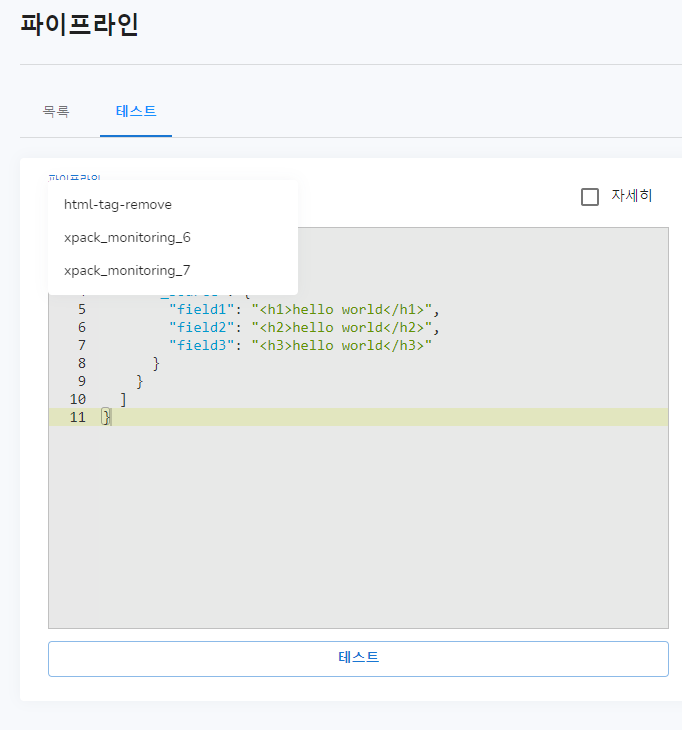 파이프라인
목록
테스트
파이프라인
자세히
html-tag-remove
xpack_monitoring_6
xpack_monitoring_7
5 "field1": "<h1>hello world</h1>",
6 "field2": "<h2>hello world</h2>",
7 "field3": "<h3>hello world</h3>"
8 }
9 }
10 ]
11 }
테스트